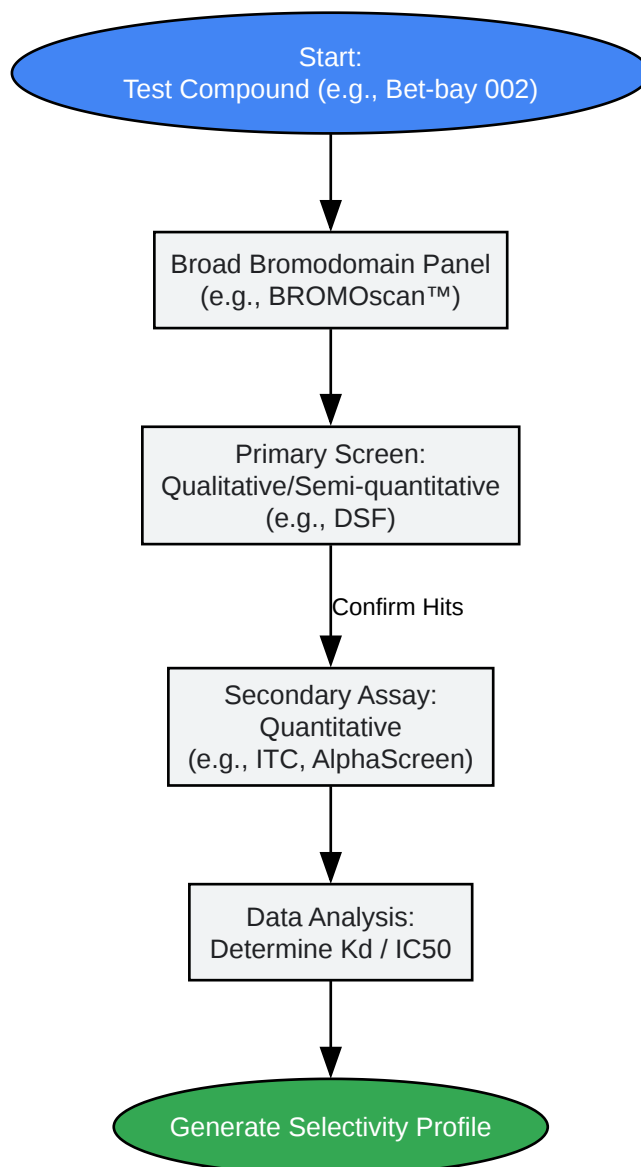 Start:
Test Compound (e.g., Bet-bay 002)
Broad Bromodomain Panel
(e.g., BROMOscan™)
Primary Screen:
Qualitative/Semi-quantitative
(e.g., DSF)
Confirm Hits
Secondary Assay:
Quantitative
(e.g., ITC, AlphaScreen)
Data Analysis:
Determine Kd / IC50
Generate Selectivity Profile